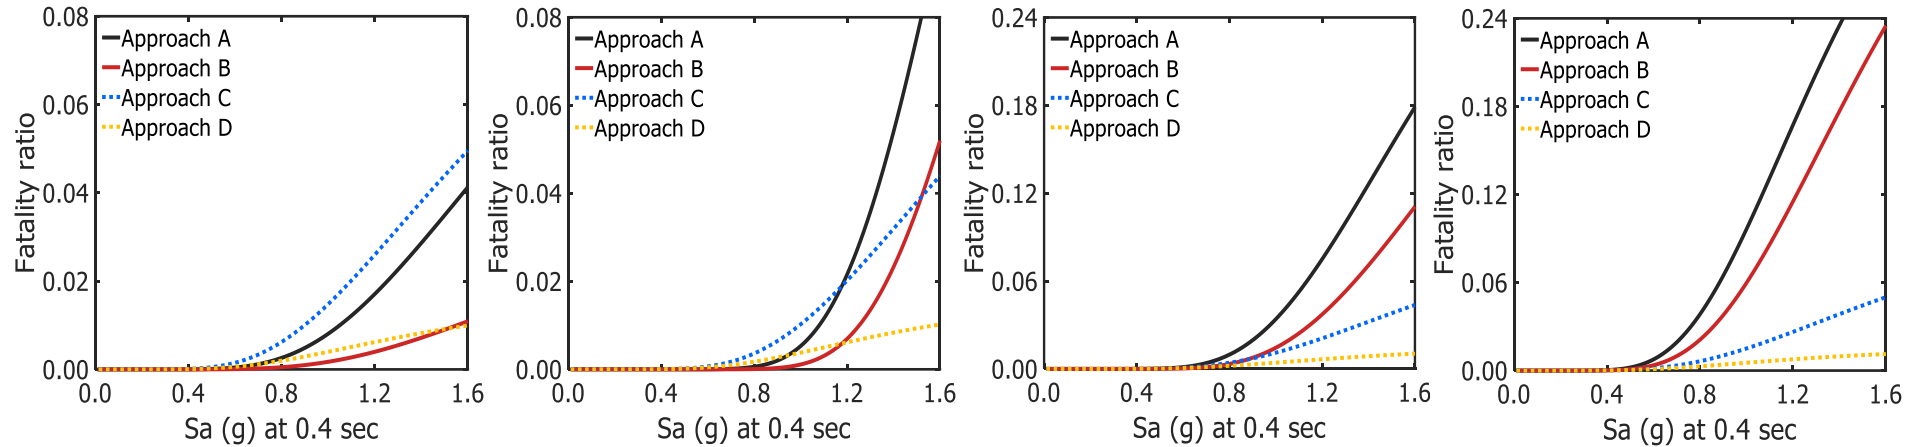 Fatality ratio
0.08
0.06
0.04
0.02
0.00
Approach A
Approach B
Approach C
Approach D
0.0 0.4 0.8 1.2 1.6
Sa (g) at 0.4 sec
Fatality ratio
0.08
0.06
0.04
0.02
0.00
Approach A
Approach B
Approach C
Approach D
0.0 0.4 0.8 1.2 1.6
Sa (g) at 0.4 sec
Fatality ratio
0.24
0.18
0.12
0.06
0.00
Approach A
Approach B
Approach C
Approach D
0.0 0.4 0.8 1.2 1.6
Sa (g) at 0.4 sec
Fatality ratio
0.24
0.18
0.12
0.06
0.00
Approach A
Approach B
Approach C
Approach D
0.0 0.4 0.8 1.2 1.6
Sa (g) at 0.4 sec